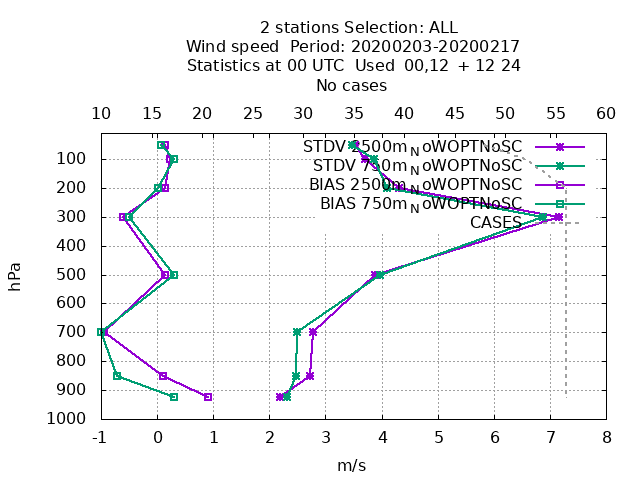 2 stations Selection: ALL
Wind speed  Period: 20200203-20200217
Statistics at 00 UTC  Used  00,12  + 12 24
No cases
10 15 20 25 30 35 40 45 50 55 60
STDV 2500m_NoWOPTNoSC
STDV 750m_NoWOPTNoSC
BIAS 2500m_NoWOPTNoSC
BIAS 750m_NoWOPTNoSC
CASES
100
200
300
400
500
600
700
800
900
1000
hPa
-1 0 1 2 3 4 5 6 7 8
m/s